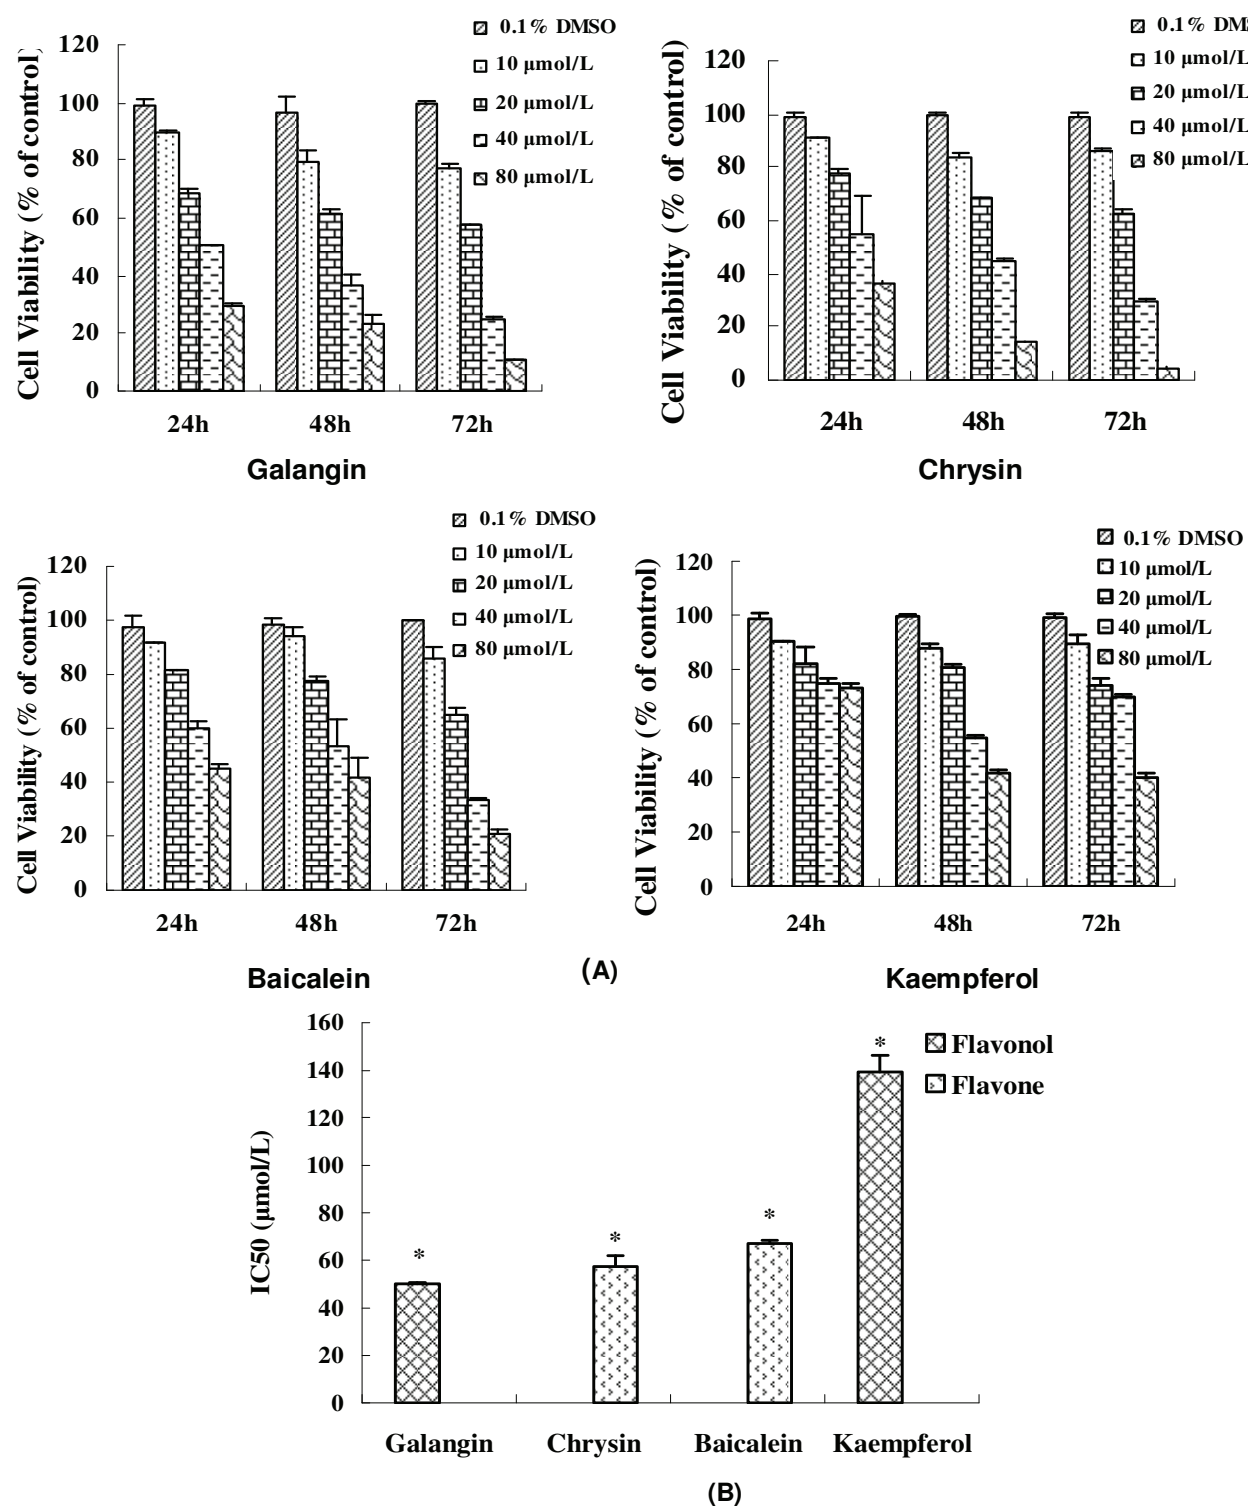 0.1% DMSO
10 μmol/L
20 μmol/L
40 μmol/L
80 μmol/L
Cell Viability (% of control)
120
100
80
60
40
20
0
24h 48h 72h
Galangin
0.1% DMS
10 μmol/L
20 μmol/L
40 μmol/L
80 μmol/L
Cell Viability (% of control)
120
100
80
60
40
20
0
24h 48h 72h
Chrysin
0.1% DMSO
10 μmol/L
20 μmol/L
40 μmol/L
80 μmol/L
Cell Viability (% of control)
120
100
80
60
40
20
0
24h 48h 72h
Baicalein
0.1% DMSO
10 μmol/L
20 μmol/L
40 μmol/L
80 μmol/L
Cell Viability (% of control)
120
100
80
60
40
20
0
24h 48h 72h
Kaempferol
(A)
160
140
120
100
80
60
40
20
0
IC50 (μmol/L)
* * * *
Flavonol
Flavone
Galangin Chrysin Baicalein Kaempferol
(B)